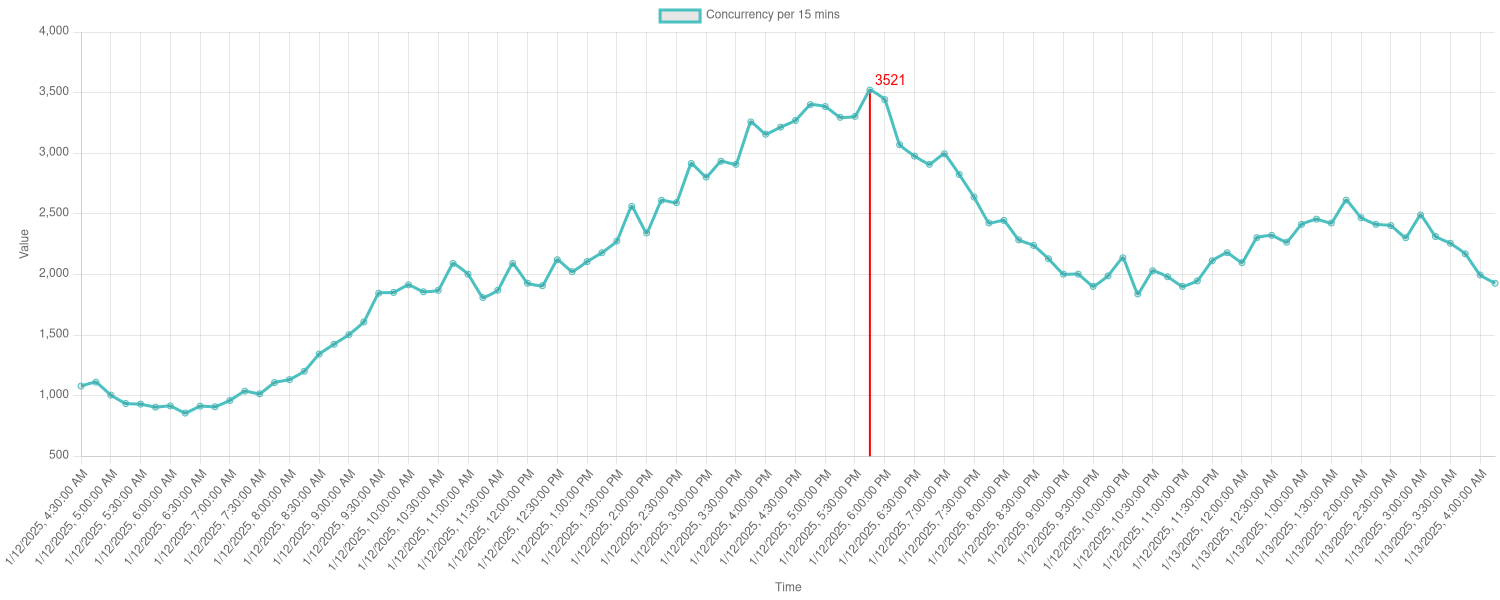 Concurrency per 15 mins
4,000
3,500
3,000
2,500
2,000
1,500
1,000
500
Value
3521
1/12/2025, 4:30:00 AM
1/12/2025, 5:00:00 AM
1/12/2025, 5:30:00 AM
1/12/2025, 6:00:00 AM
1/12/2025, 6:30:00 AM
1/12/2025, 7:00:00 AM
1/12/2025, 7:30:00 AM
1/12/2025, 8:00:00 AM
1/12/2025, 8:30:00 AM
1/12/2025, 9:00:00 AM
1/12/2025, 9:30:00 AM
1/12/2025, 10:00:00 AM
1/12/2025, 10:30:00 AM
1/12/2025, 11:00:00 AM
1/12/2025, 11:30:00 AM
1/12/2025, 12:00:00 PM
1/12/2025, 12:30:00 PM
1/12/2025, 1:00:00 PM
1/12/2025, 1:30:00 PM
1/12/2025, 2:00:00 PM
1/12/2025, 2:30:00 PM
1/12/2025, 3:00:00 PM
1/12/2025, 3:30:00 PM
1/12/2025, 4:00:00 PM
1/12/2025, 4:30:00 PM
1/12/2025, 5:00:00 PM
1/12/2025, 5:30:00 PM
1/12/2025, 6:00:00 PM
1/12/2025, 6:30:00 PM
1/12/2025, 7:00:00 PM
1/12/2025, 7:30:00 PM
1/12/2025, 8:00:00 PM
1/12/2025, 8:30:00 PM
1/12/2025, 9:00:00 PM
1/12/2025, 9:30:00 PM
1/12/2025, 10:00:00 PM
1/12/2025, 10:30:00 PM
1/12/2025, 11:00:00 PM
1/12/2025, 11:30:00 PM
1/13/2025, 12:00:00 AM
1/13/2025, 12:30:00 AM
1/13/2025, 1:00:00 AM
1/13/2025, 1:30:00 AM
1/13/2025, 2:00:00 AM
1/13/2025, 2:30:00 AM
1/13/2025, 3:00:00 AM
1/13/2025, 3:30:00 AM
1/13/2025, 4:00:00 AM
Time